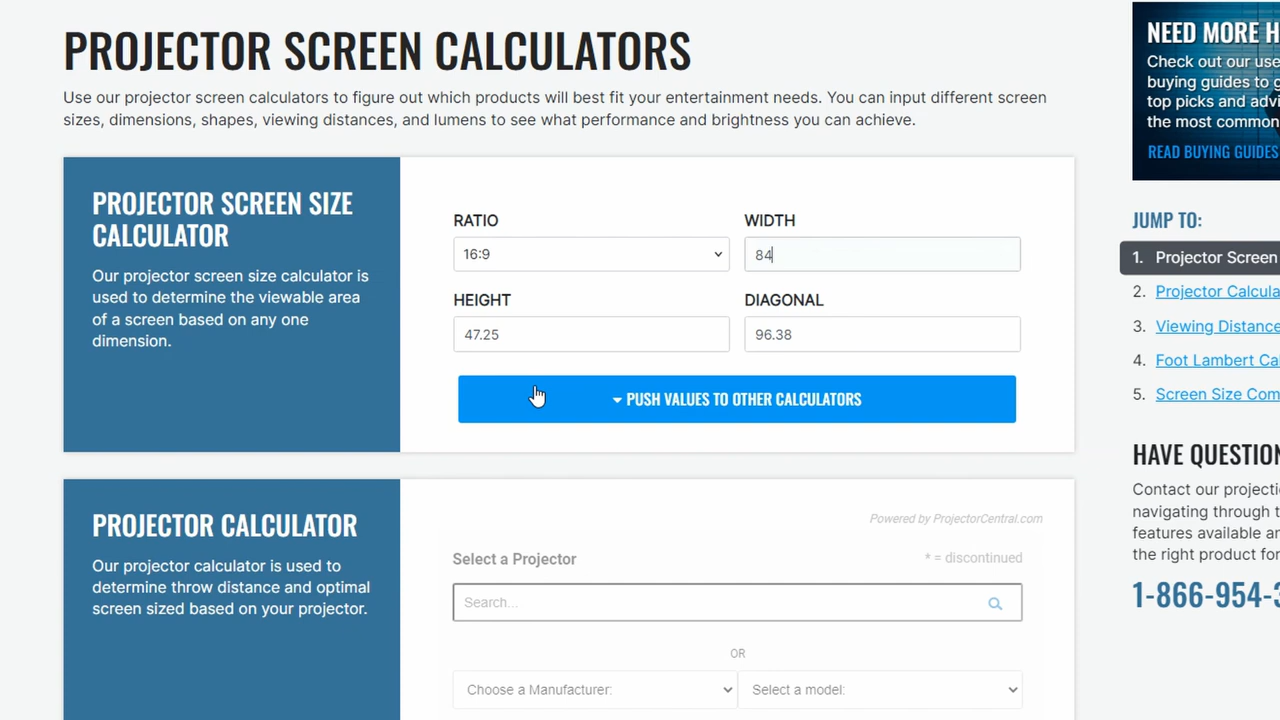 PROJECTOR SCREEN CALCULATORS
Use our projector screen calculators to figure out which products will best fit your entertainment needs. You can input different screen
sizes, dimensions, shapes, viewing distances, and lumens to see what performance and brightness you can achieve.
PROJECTOR SCREEN SIZE
CALCULATOR
Our projector screen size calculator is
used to determine the viewable area
of a screen based on any one
dimension.
RATIO
WIDTH
16:9
84
HEIGHT
DIAGONAL
47.25
96.38
PUSH VALUES TO OTHER CALCULATORS
PROJECTOR CALCULATOR
Our projector calculator is used to
determine throw distance and optimal
screen sized based on your projector.
Powered by ProjectorCentral.com
Select a Projector
* = discontinued
Search...
OR
Choose a Manufacturer:
Select a model:
NEED MORE H
Check out our use
buying guides to g
top picks and advi
the most common
READ BUYING GUIDES
JUMP TO:
1. Projector Screen
2. Projector Calcula
3. Viewing Distance
4. Foot Lambert Cal
5. Screen Size Com
HAVE QUESTION
Contact our projecti
navigating through t
features available an
the right product for
1-866-954-3